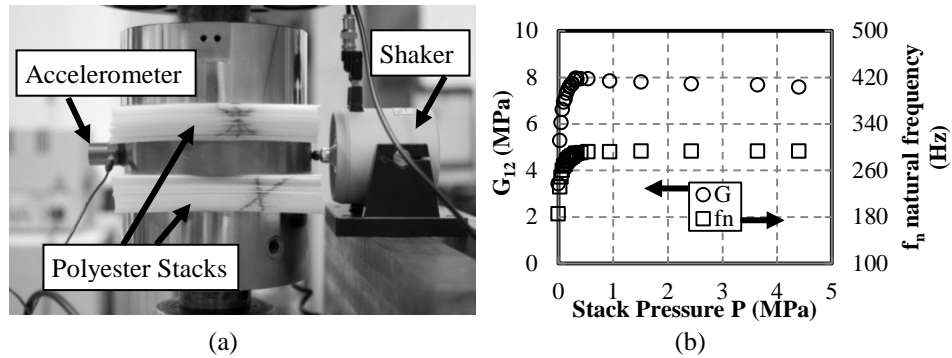 Accelerometer
Shaker
Polyester Stacks
(a)
G12 (MPa)
10
8
6
4
2
0
500
420
340
260
180
100
fn natural frequency
(Hz)
G
fn
0 1 2 3 4 5
Stack Pressure P (MPa)
(b)